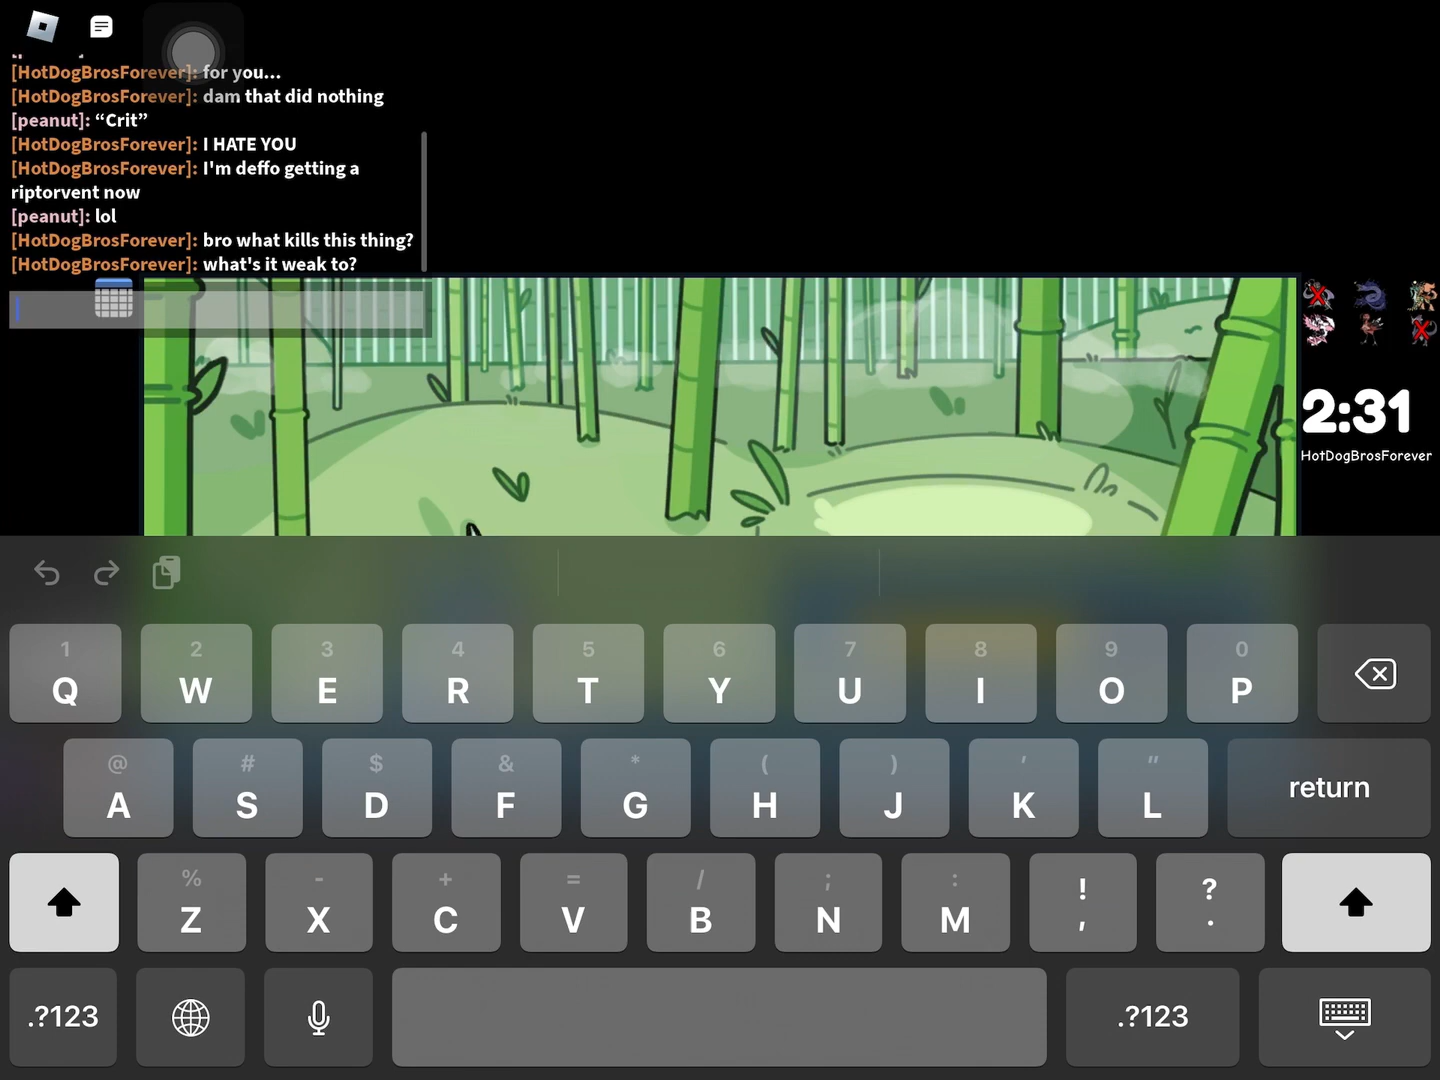 [HotDogBrosForever]: for you...
[HotDogBrosForever]: dam that did nothing
[peanut]: “Crit”
[HotDogBrosForever]: I HATE YOU
[HotDogBrosForever]: I'm deffo getting a
riptorvent now
[peanut]: lol
[HotDogBrosForever]: bro what kills this thing?
[HotDogBrosForever]: what's it weak to?
2:31
HotDogBrosForever
1 2 3 4 5 6 7 8 9 0
Q W E R T Y U I O P
@ # $ & * ( ) ' "
A S D F G H J K L return
% - + = / ; : ! ?
Z X C V B N M , .
.?123 .?123